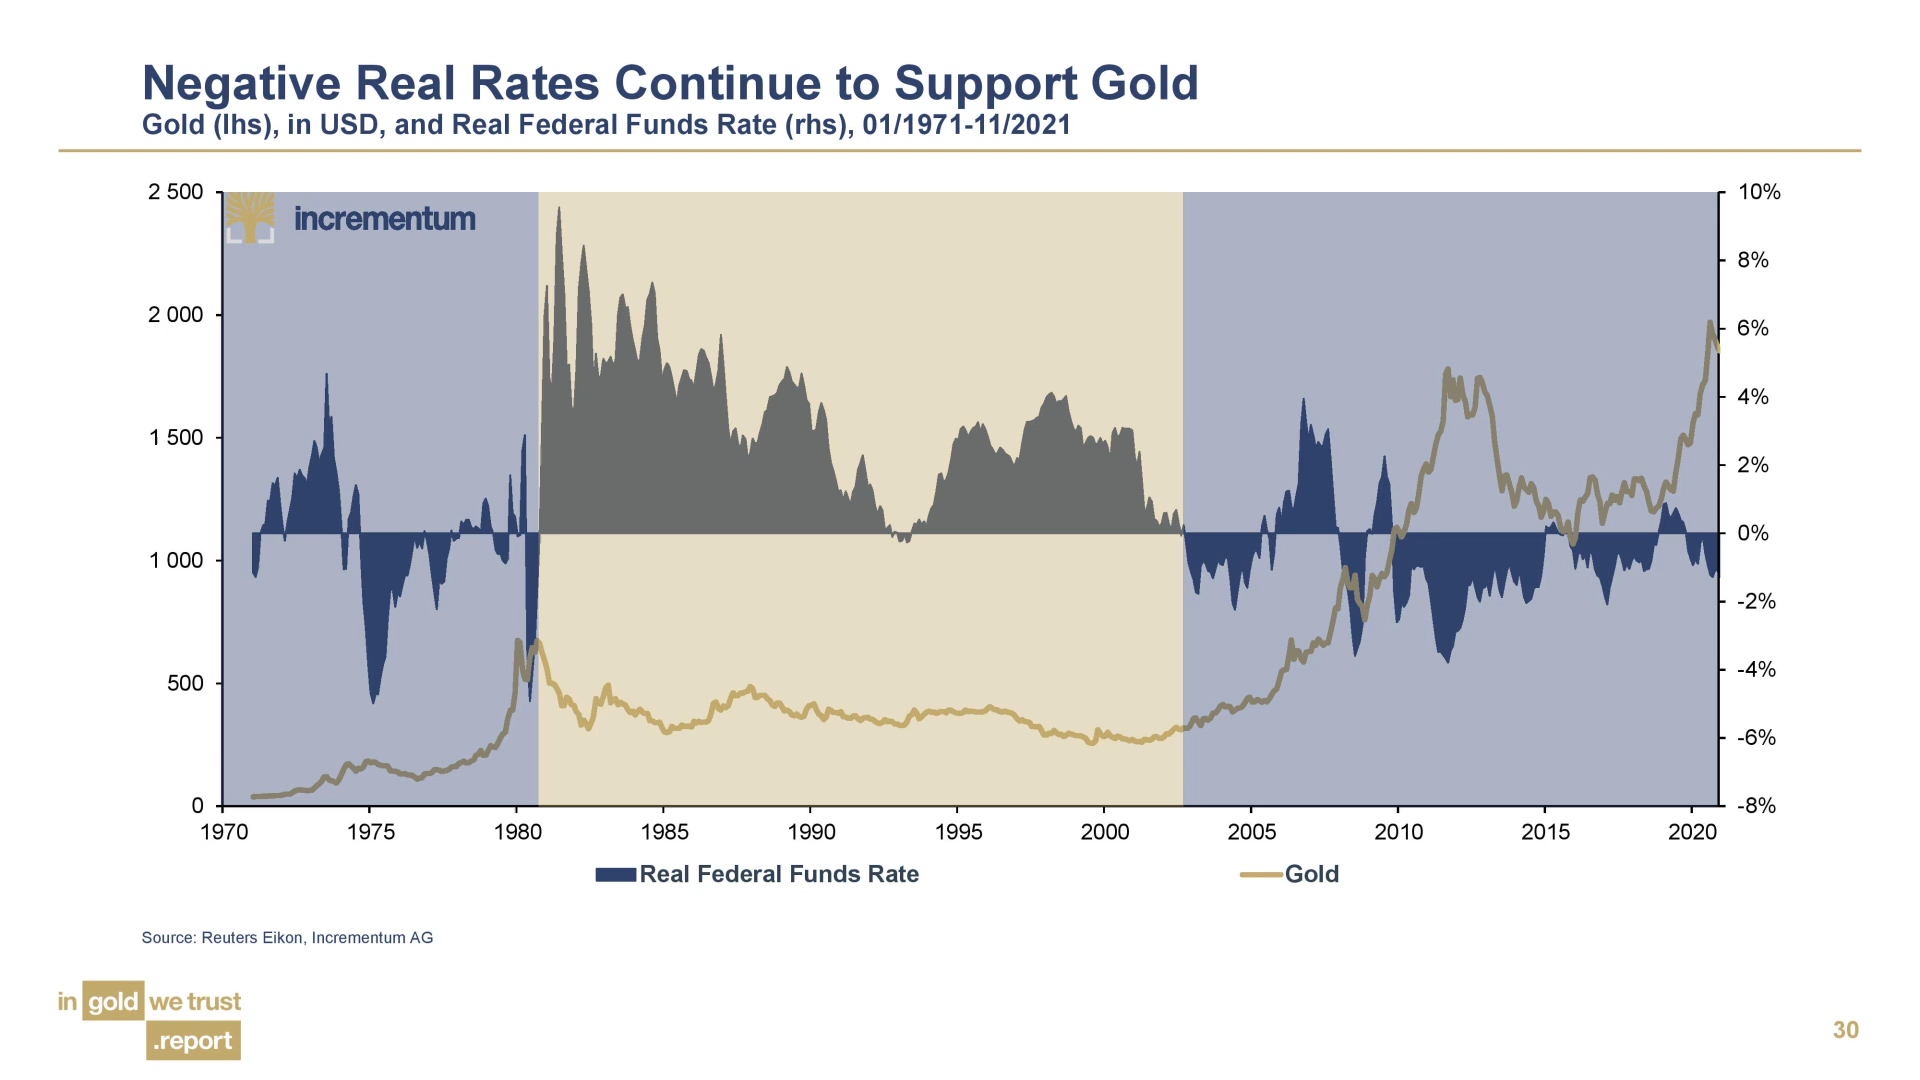 Negative Real Rates Continue to Support Gold
Gold (lhs), in USD, and Real Federal Funds Rate (rhs), 01/1971-11/2021
incrementum
2 500
2 000
1 500
1 000
500
0
10%
8%
6%
4%
2%
0%
-2%
-4%
-6%
-8%
1970 1975 1980 1985 1990 1995 2000 2005 2010 2015 2020
Real Federal Funds Rate Gold
Source: Reuters Eikon, Incrementum AG
in gold we trust
.report
30